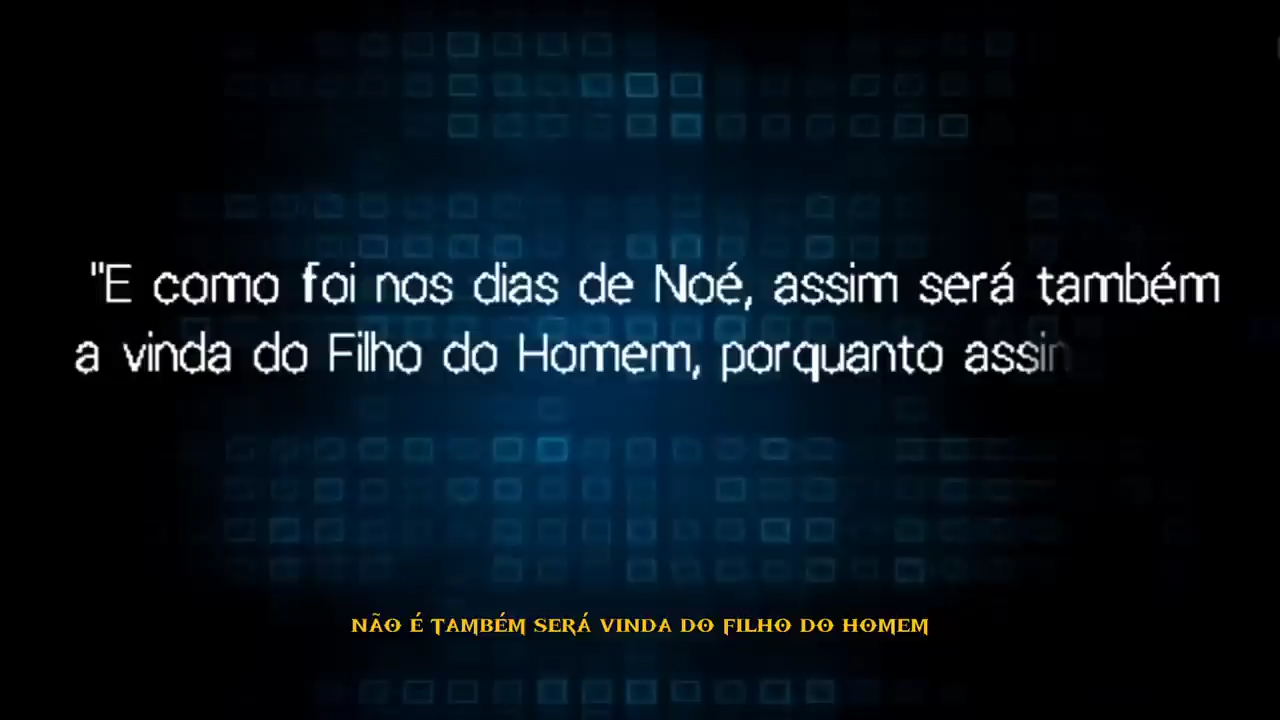 "E como foi nos dias de Noé, assim será também
a vinda do Filho do Homem, porquanto assim
NÃO É TAMBÉM SERÁ VINDA DO FILHO DO HOMEM